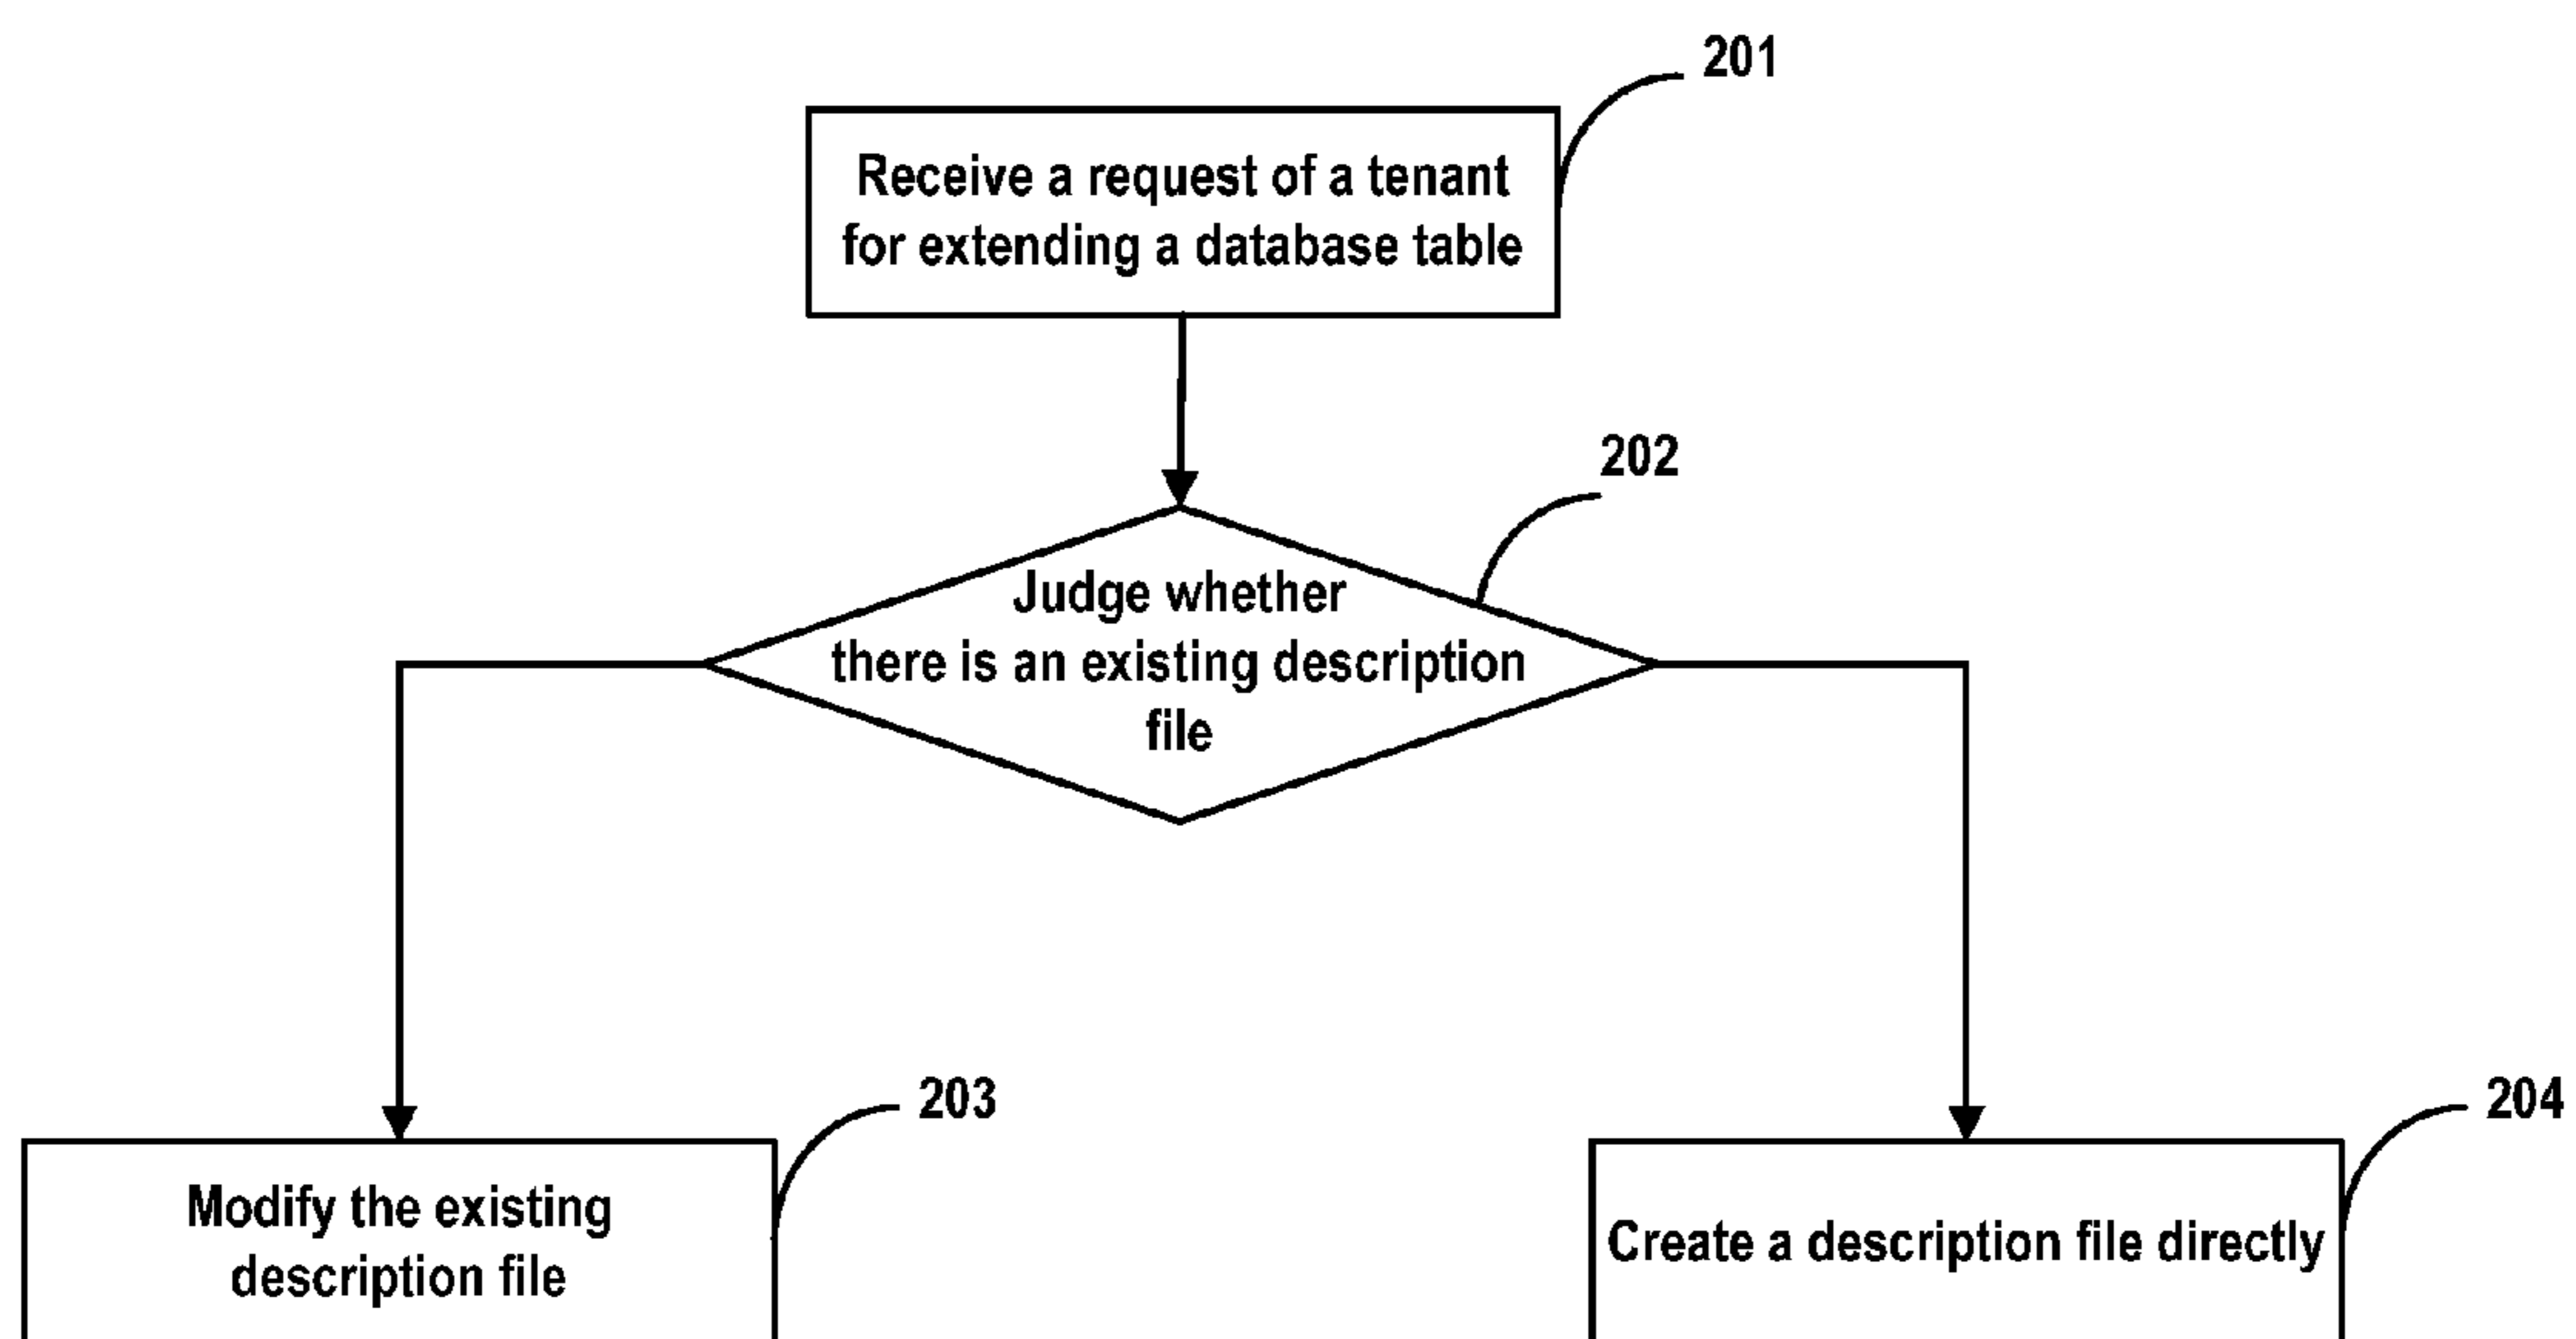 201
Receive a request of a tenant
for extending a database table
202
Judge whether
there is an existing description
file
203
Modify the existing
description file
204
Create a description file directly